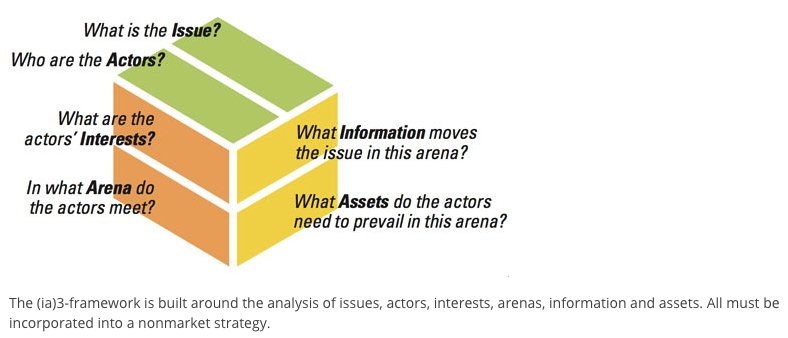 What is the Issue?
Who are the Actors?
What are the
actors' Interests?
What Information moves
the issue in this arena?
In what Arena do
the actors meet?
What Assets do the actors
need to prevail in this arena?
The (ia)3-framework is built around the analysis of issues, actors, interests, arenas, information and assets. All must be
incorporated into a nonmarket strategy.